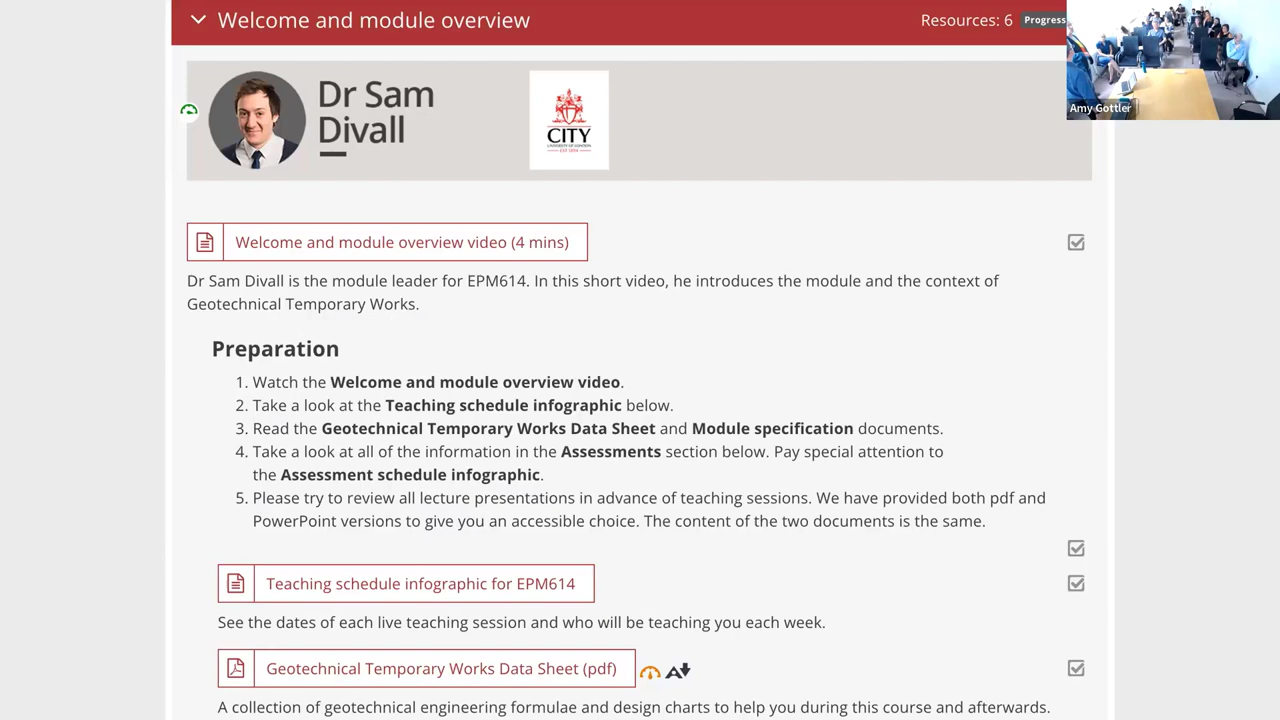 Welcome and module overview
Resources: 6
Progress
Amy Gottler
Dr Sam
Divall
CITY
UNIVERSITY OF LONDON
EST 1894
Welcome and module overview video (4 mins)
Dr Sam Divall is the module leader for EPM614. In this short video, he introduces the module and the context of
Geotechnical Temporary Works.
Preparation
1. Watch the Welcome and module overview video.
2. Take a look at the Teaching schedule infographic below.
3. Read the Geotechnical Temporary Works Data Sheet and Module specification documents.
4. Take a look at all of the information in the Assessments section below. Pay special attention to
the Assessment schedule infographic.
5. Please try to review all lecture presentations in advance of teaching sessions. We have provided both pdf and
PowerPoint versions to give you an accessible choice. The content of the two documents is the same.
Teaching schedule infographic for EPM614
See the dates of each live teaching session and who will be teaching you each week.
Geotechnical Temporary Works Data Sheet (pdf)
A collection of geotechnical engineering formulae and design charts to help you during this course and afterwards.